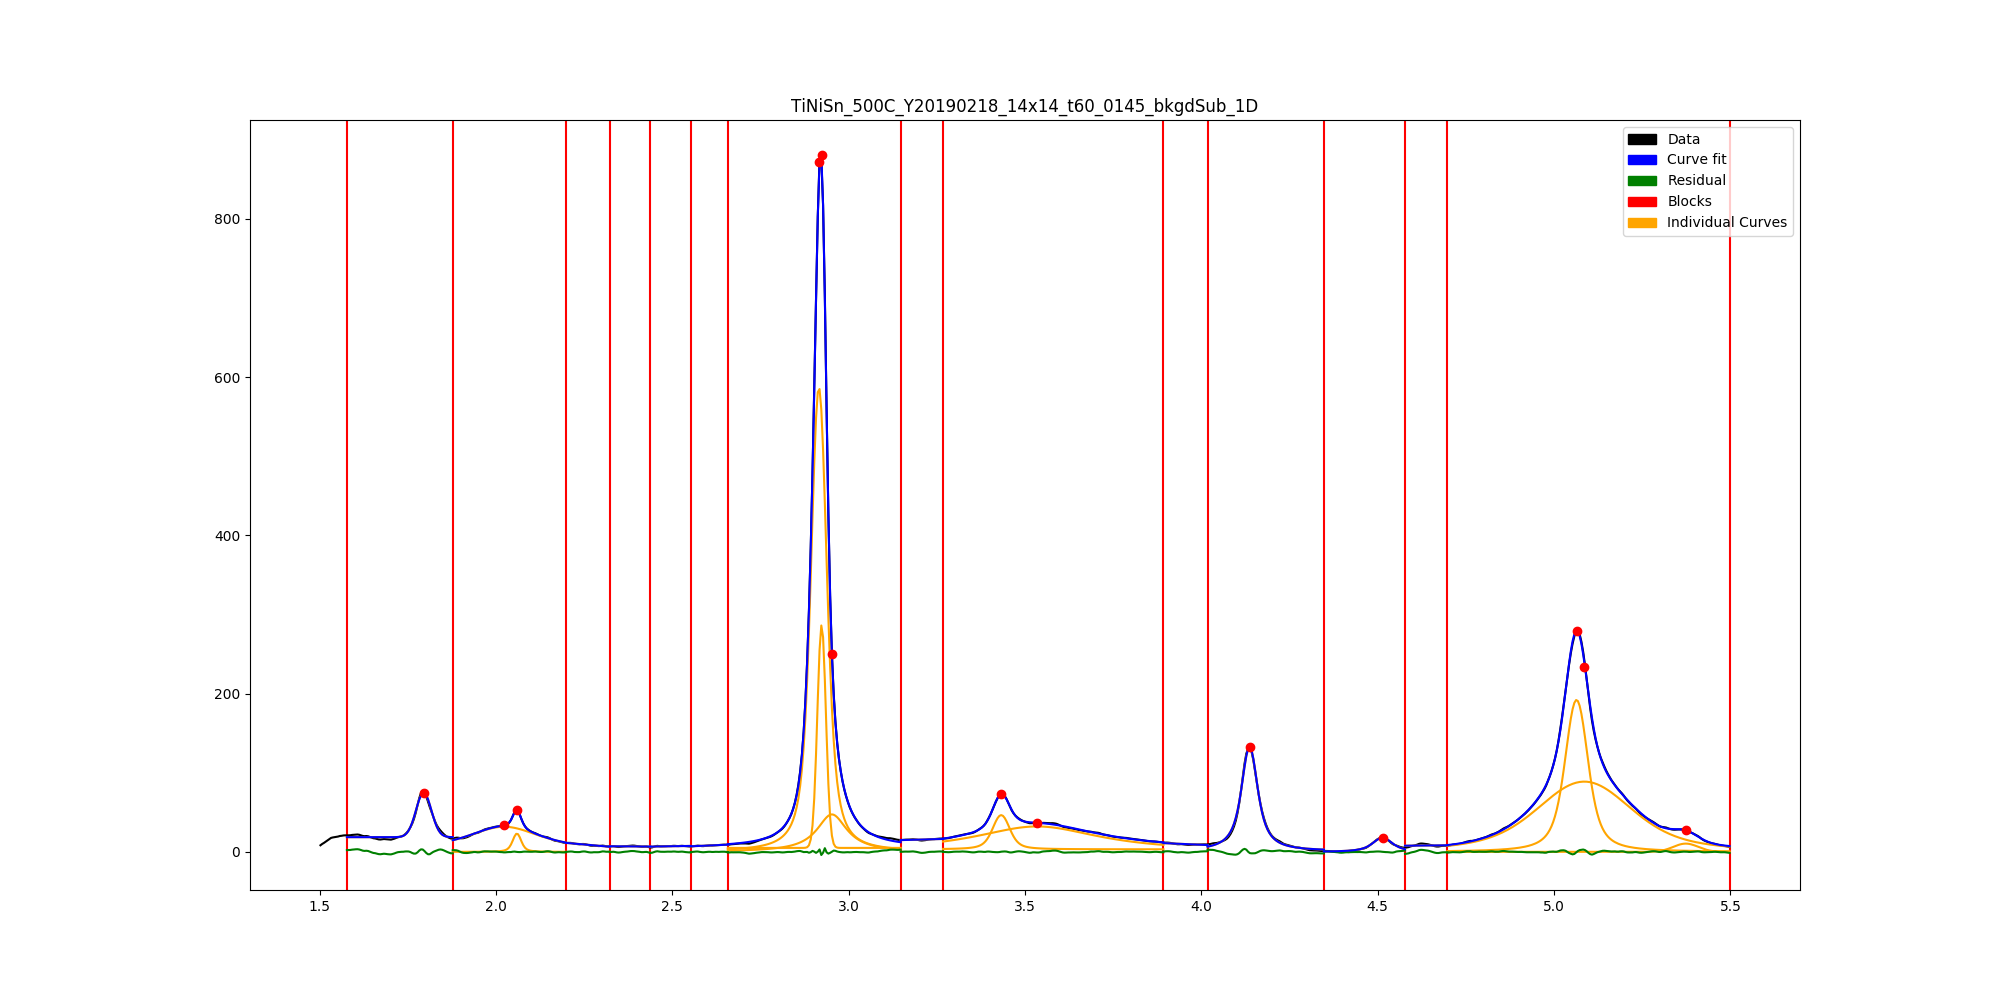 TiNiSn_500C_Y20190218_14x14_t60_0145_bkgdSub_1D
Data
Curve fit
Residual
Blocks
Individual Curves
800
600
400
200
0
1.5 2.0 2.5 3.0 3.5 4.0 4.5 5.0 5.5